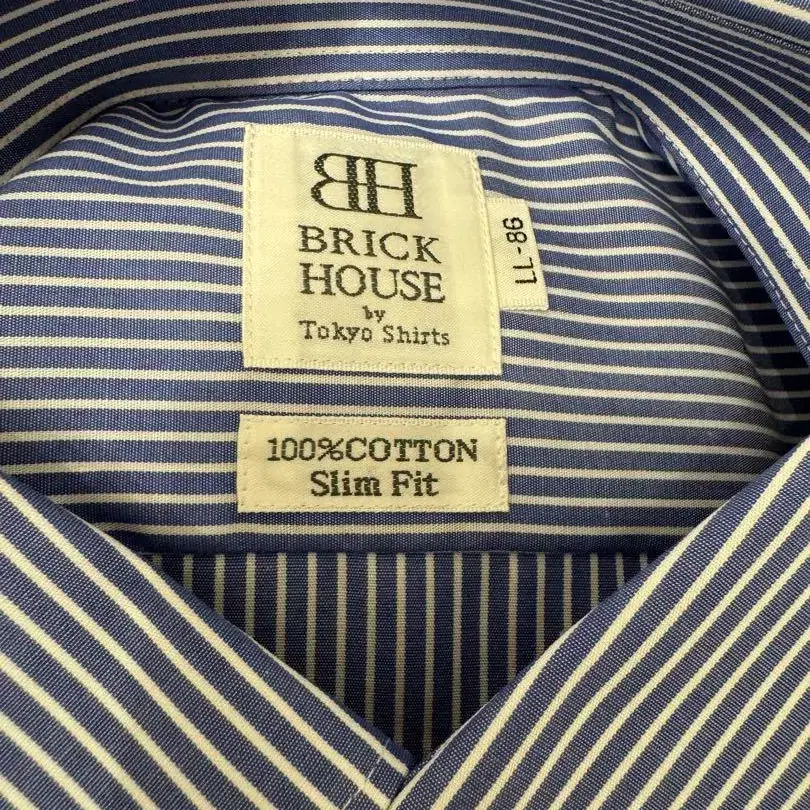 BH
BRICK
HOUSE
by
Tokyo Shirts
LL-86
100%COTTON
Slim Fit